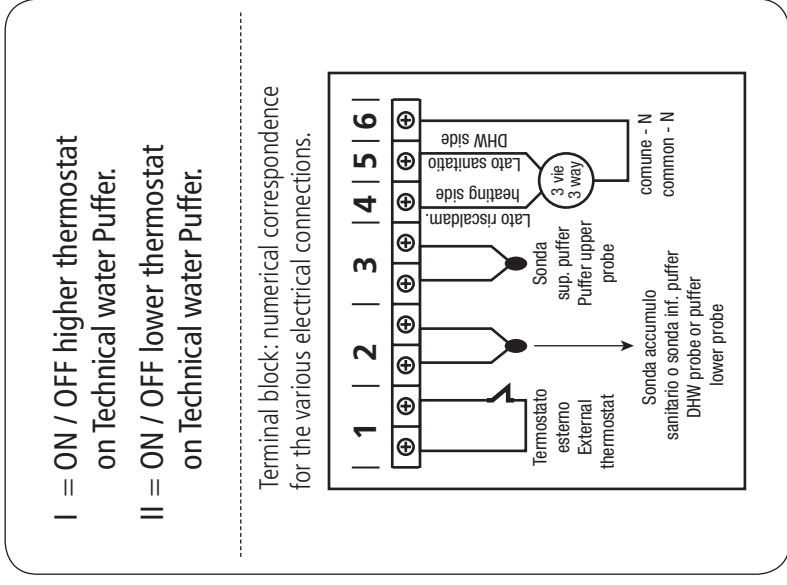 I = ON / OFF higher thermostat
on Technical water Puffer.
II = ON / OFF lower thermostat
on Technical water Puffer.
Terminal block: numerical correspondence
for the various electrical connections.
1 2 3 4 5 6
Lato riscaldam.
heating side
Lato sanitatio
DHW side
3 vie
3 way
Termostato
esterno
External
thermostat
Sonda accumulo
sanitario o sonda inf. puffer
DHW probe or puffer
lower probe
Sonda
sup. puffer
Puffer upper
probe
comune - N
common - N